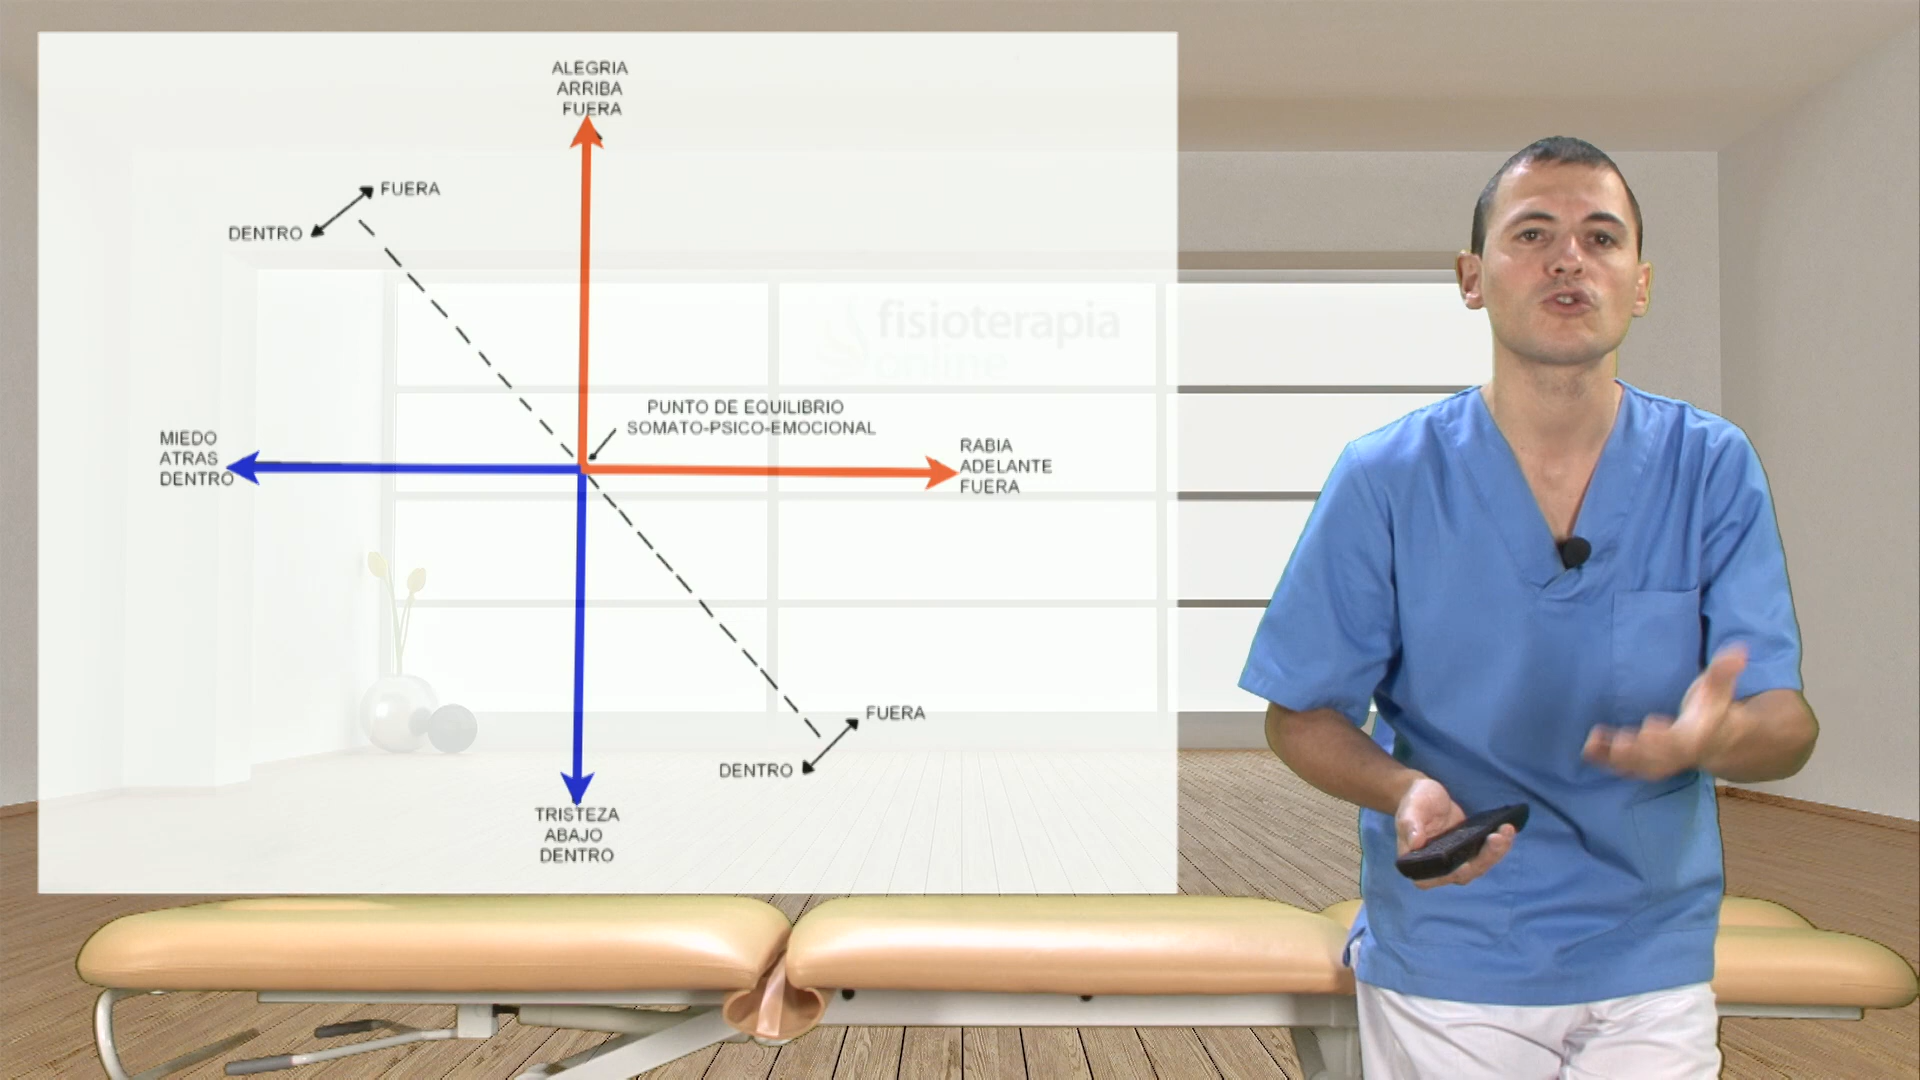 ALEGRIA
ARRIBA
FUERA
FUERA
DENTRO
fisioterapia
online
PUNTO DE EQUILIBRIO
SOMATO-PSICO-EMOCIONAL
MIEDO
ATRAS
DENTRO
RABIA
ADELANTE
FUERA
FUERA
DENTRO
TRISTEZA
ABAJO
DENTRO